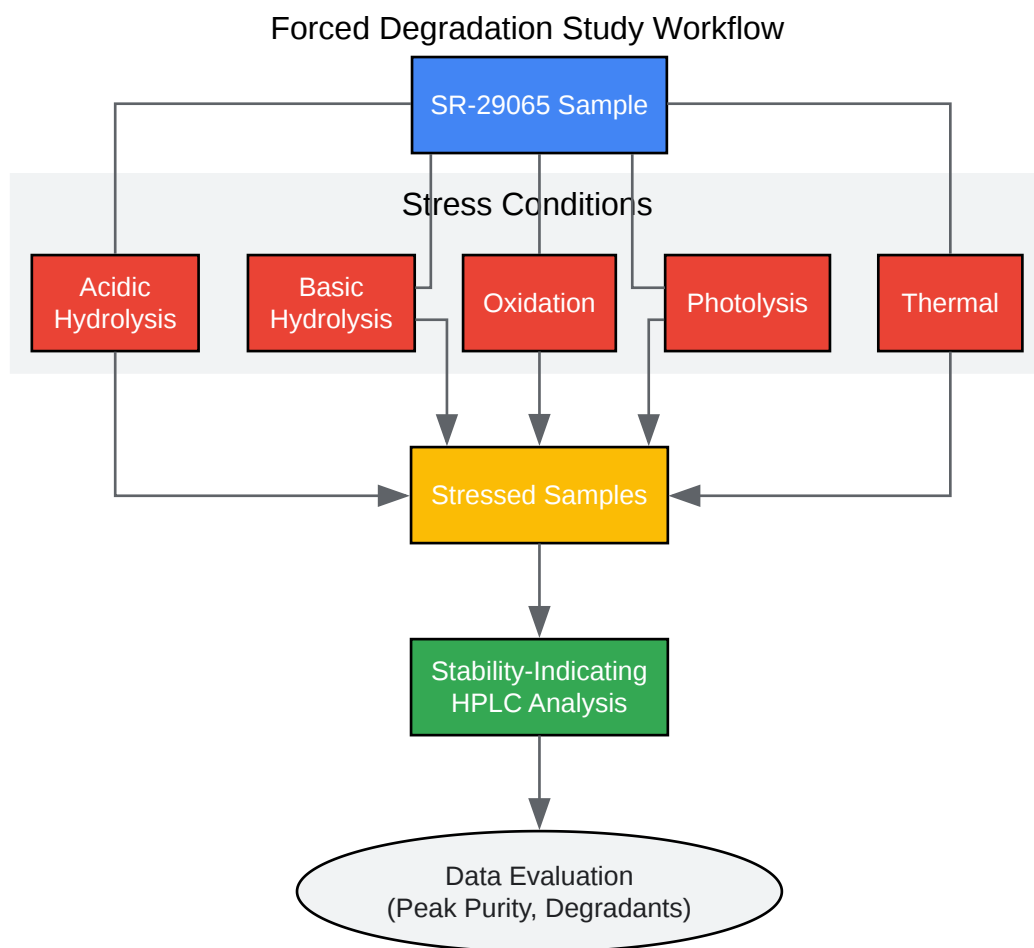 Forced Degradation Study Workflow
SR-29065 Sample
Stress Conditions
Acidic
Hydrolysis
Basic
Hydrolysis
Oxidation
Photolysis
Thermal
Stressed Samples
Stability-Indicating
HPLC Analysis
Data Evaluation
(Peak Purity, Degradants)